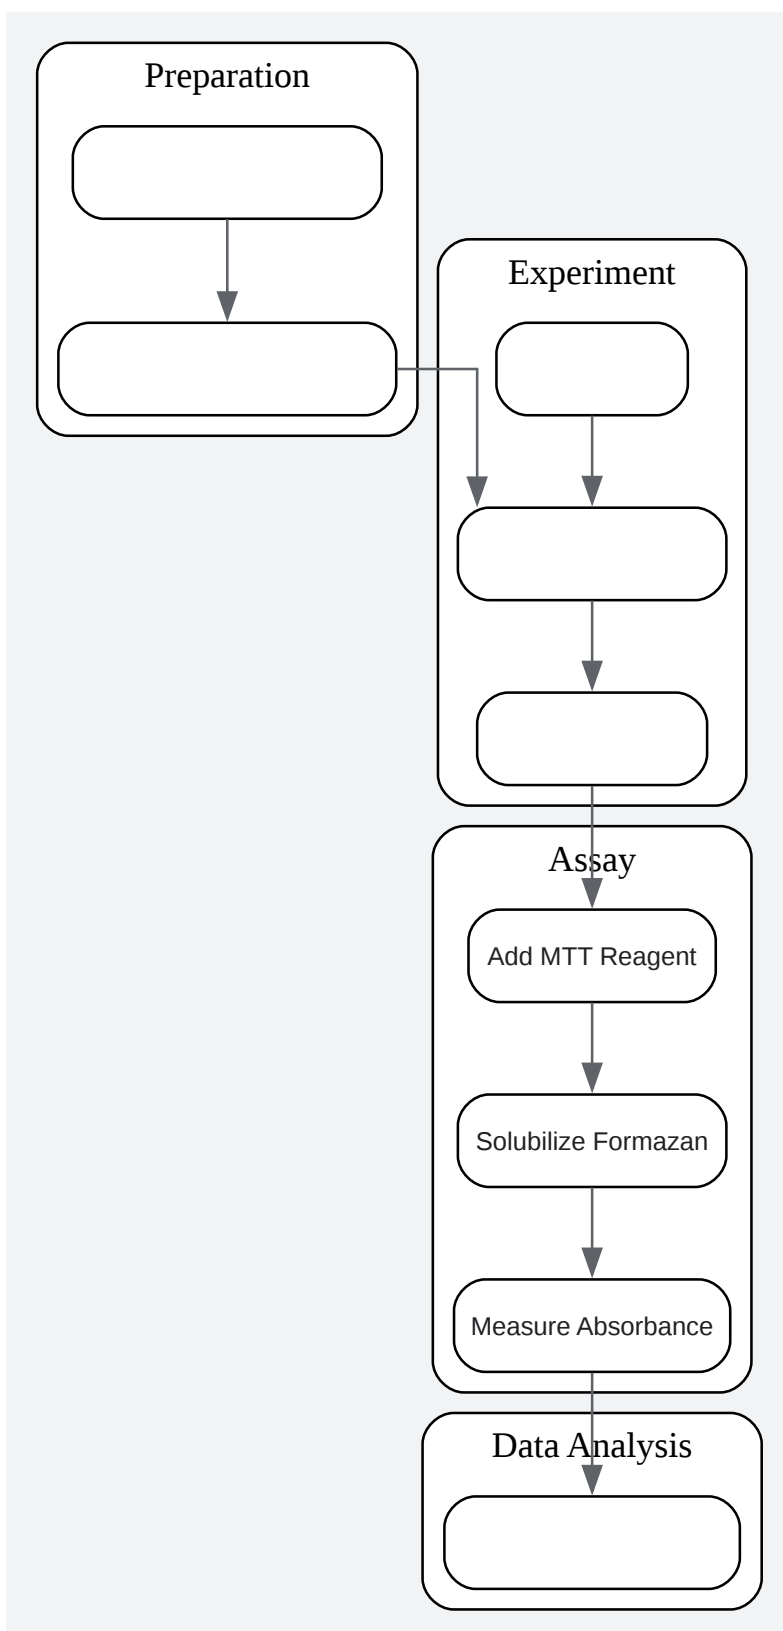 Preparation
Experiment
Assay
Add MTT Reagent
Solubilize Formazan
Measure Absorbance
Data Analysis